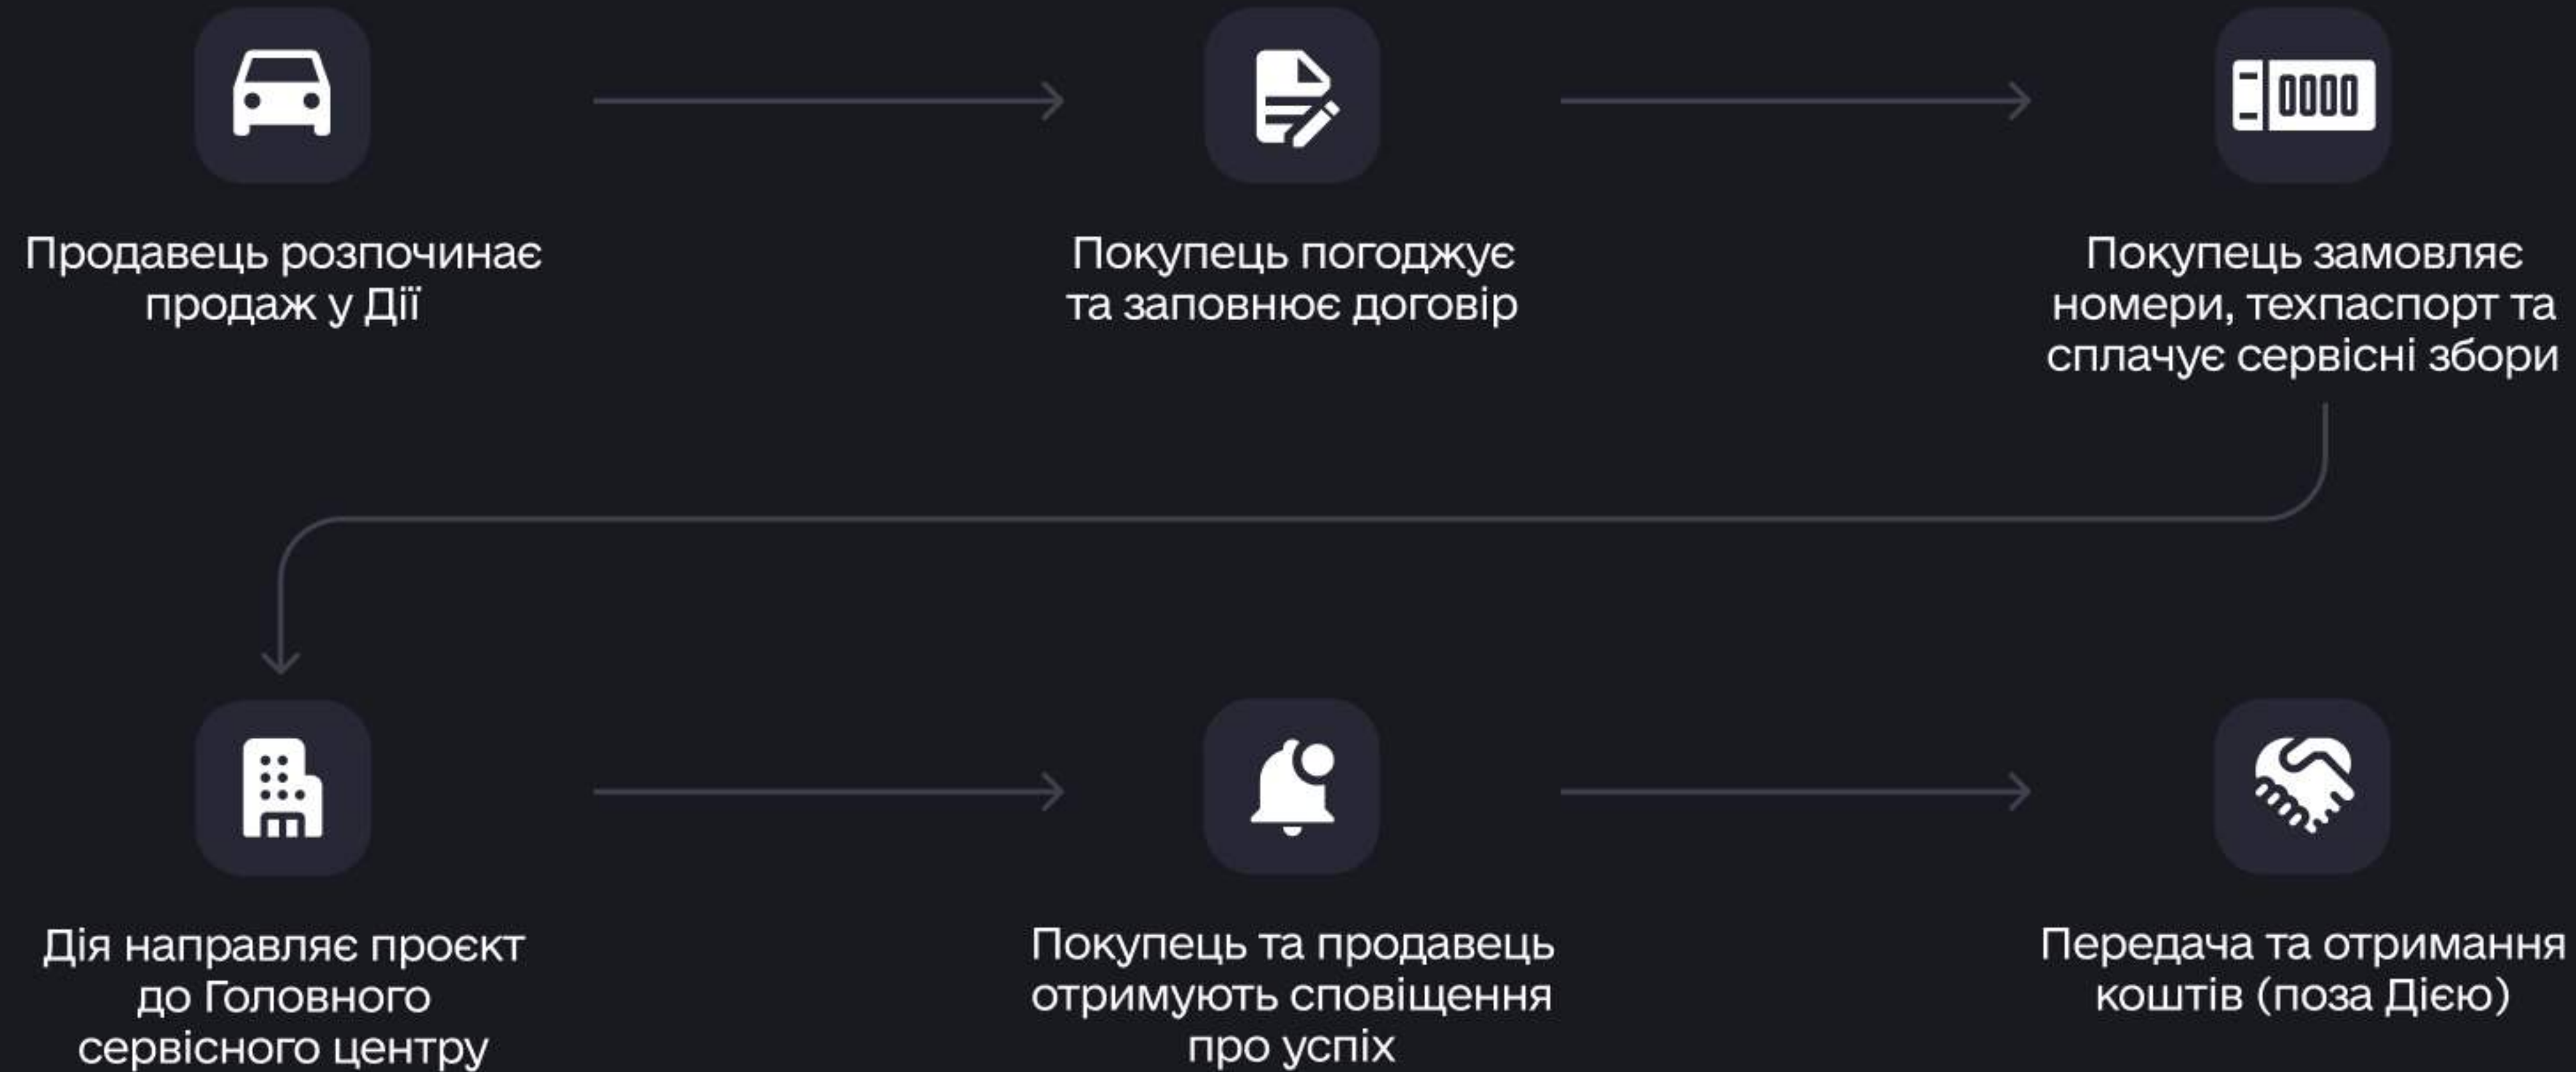 0000
Продавець розпочинає
продаж у Дії
Покупець погоджує
та заповнює договір
Покупець замовляє
номери, техпаспорт та
сплачує сервісні збори
Дія направляє проєкт
до Головного
сервісного центру
Покупець та продавець
отримують сповіщення
про успіх
Передача та отримання
коштів (поза Дією)